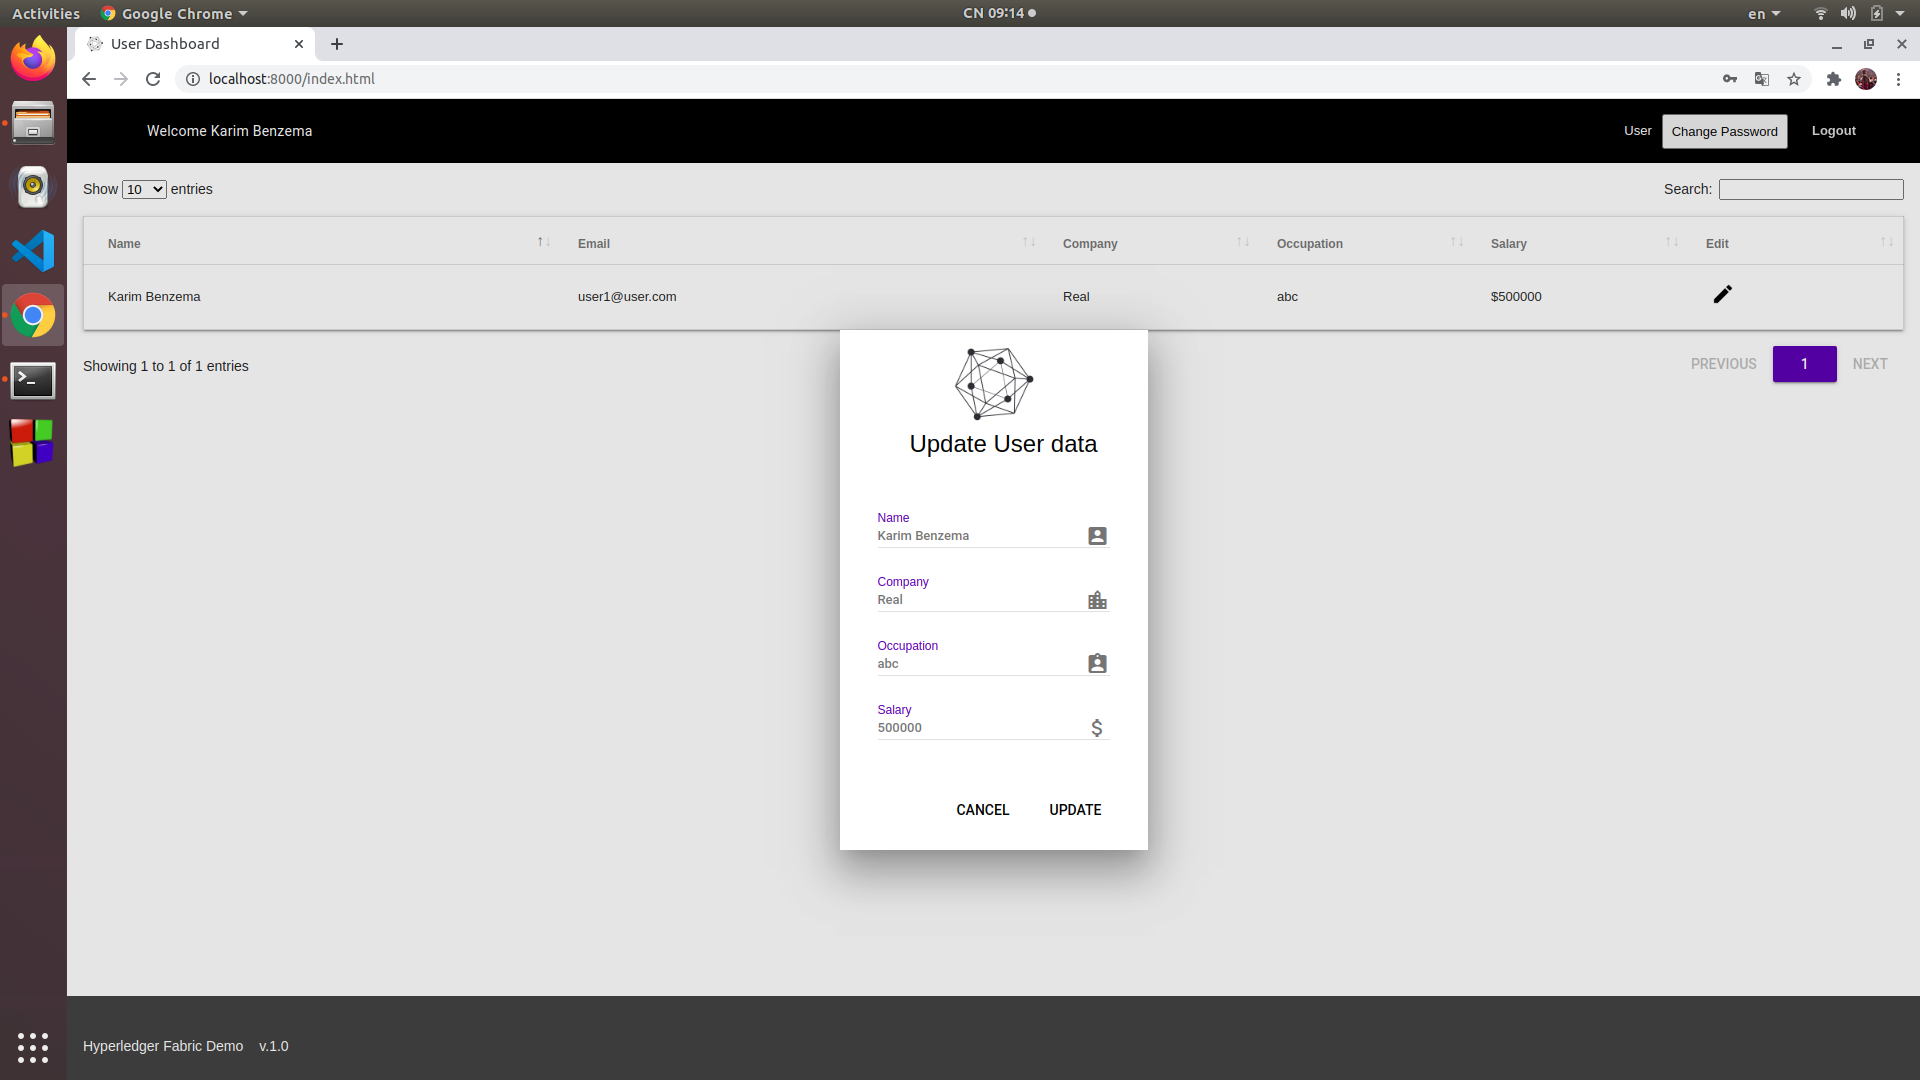 Activities Google Chrome CN 09:14 en
User Dashboard
localhost:8000/index.html
Welcome Karim Benzema User Change Password Logout
Show 10 entries Search:
Name Email Company Occupation Salary Edit
Karim Benzema user1@user.com Real abc $500000
Showing 1 to 1 of 1 entries PREVIOUS 1 NEXT
Update User data
Name
Karim Benzema
Company
Real
Occupation
abc
Salary
500000
CANCEL UPDATE
Hyperledger Fabric Demo v.1.0